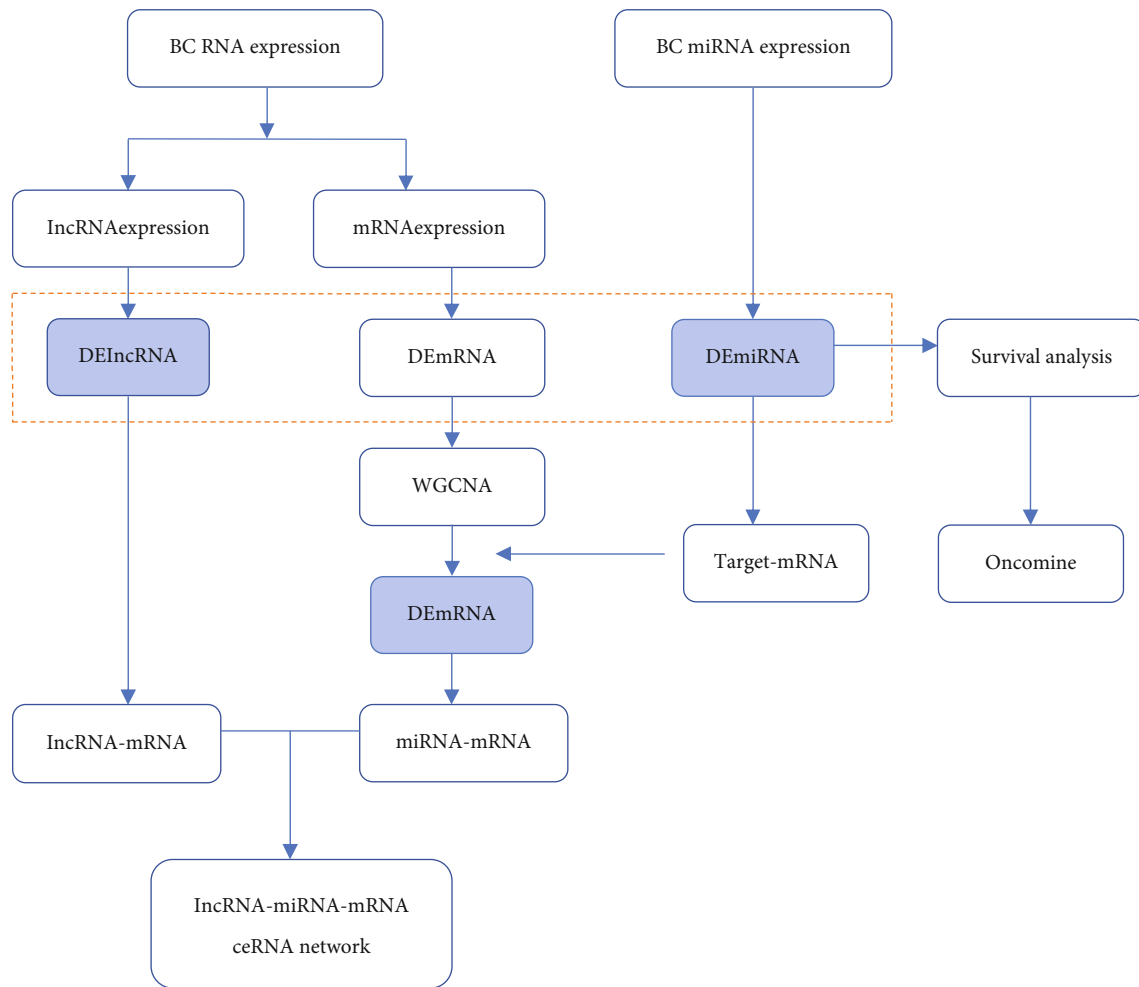 BC RNA expression
BC miRNA expression
lncRNAexpression
mRNAexpression
DElncRNA
DEmRNA
DEmiRNA
Survival analysis
WGCNA
Target-mRNA
Oncomine
DEmRNA
lncRNA-mRNA
miRNA-mRNA
lncRNA-miRNA-mRNA
ceRNA network